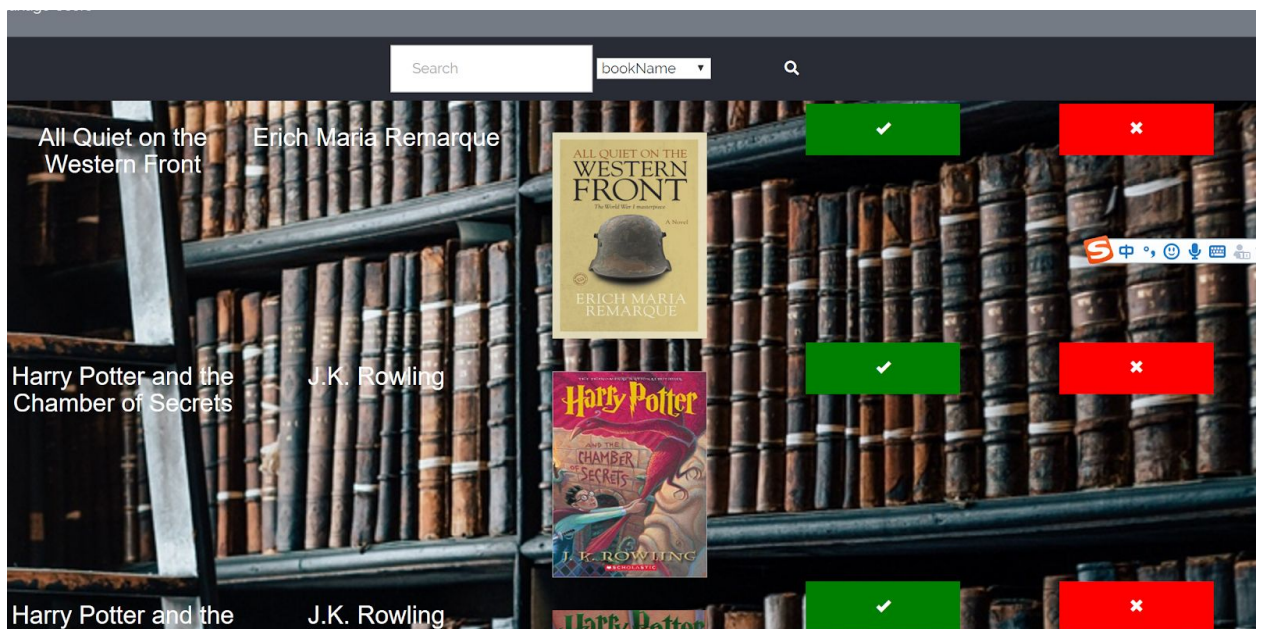 Search
bookName
All Quiet on the
Western Front
Erich Maria Remarque
ALL QUIET ON THE
WESTERN
FRONT
The World War I masterpiece
A Novel
ERICH MARIA
REMARQUE
中
Harry Potter and the
Chamber of Secrets
J.K. Rowling
Harry Potter
AND THE
CHAMBER
OF SECRETS
J. K. ROWLING
SCHOLASTIC
Harry Potter and the
J.K. Rowling
Harry Potter